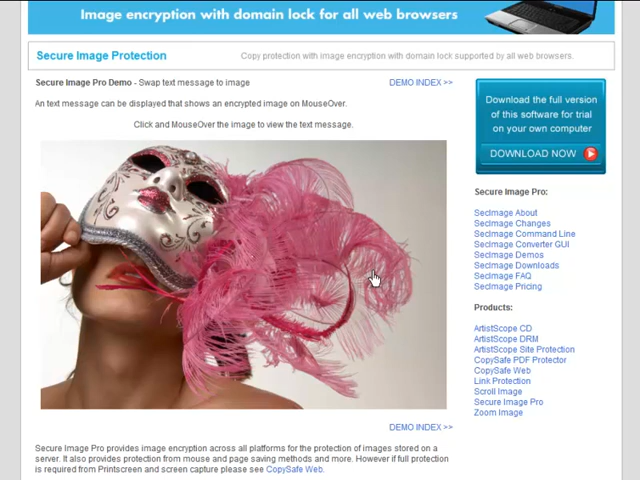 Image encryption with domain lock for all web browsers
Secure Image Protection
Copy protection with image encryption with domain lock supported by all web browsers.
Secure Image Pro Demo - Swap text message to image
DEMO INDEX >>
An text message can be displayed that shows an encrypted image on MouseOver.
Click and MouseOver the image to view the text message.
DEMO INDEX >>
Secure Image Pro provides image encryption across all platforms for the protection of images stored on a
server. It also provides protection from mouse and page saving methods and more. However if full protection
is required from Printscreen and screen capture please see CopySafe Web.
Download the full version
of this software for trial
on your own computer
DOWNLOAD NOW
Secure Image Pro:
SecImage About
SecImage Changes
SecImage Command Line
SecImage Converter GUI
SecImage Demos
SecImage Downloads
SecImage FAQ
SecImage Pricing
Products:
ArtistScope CD
ArtistScope DRM
ArtistScope Site Protection
CopySafe PDF Protector
CopySafe Web
Link Protection
Scroll Image
Secure Image Pro
Zoom Image